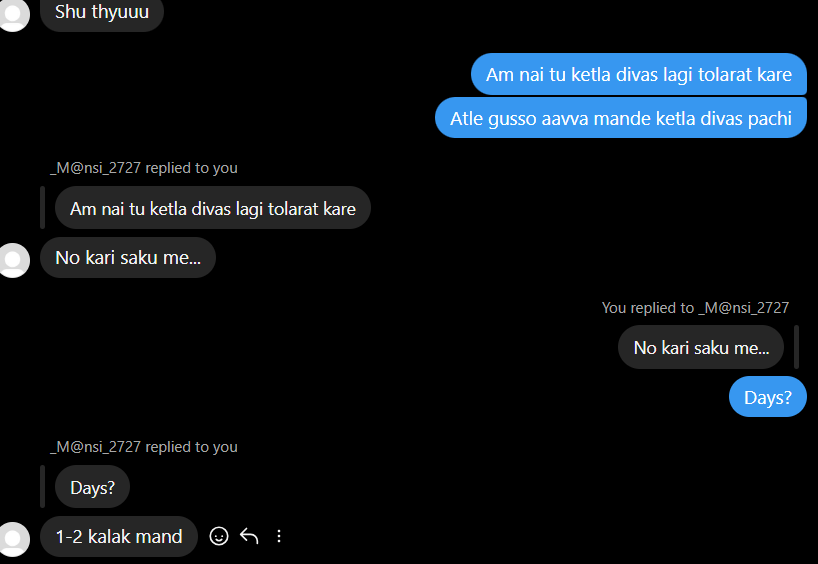 Shu thyuuu
Am nai tu ketla divas lagi tolarat kare
Atle gusso aavva mande ketla divas pachi
_M@nsi_2727 replied to you
Am nai tu ketla divas lagi tolarat kare
No kari saku me...
You replied to _M@nsi_2727
No kari saku me...
Days?
_M@nsi_2727 replied to you
Days?
1-2 kalak mand